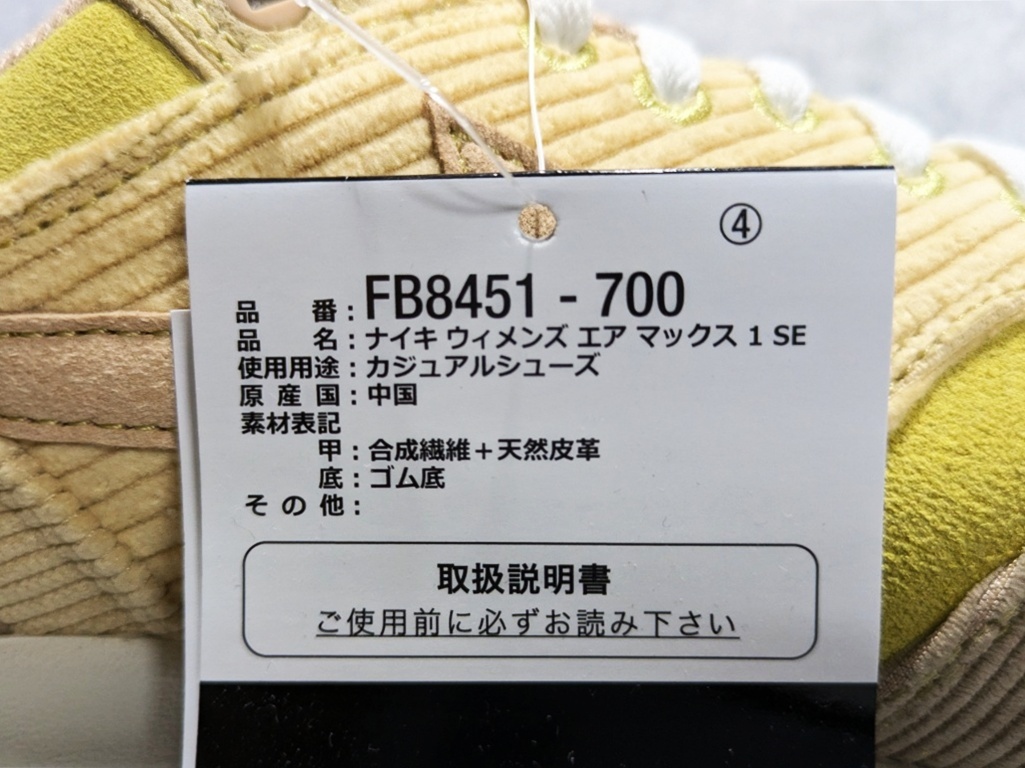 ④
品 番：FB8451 - 700
品 名：ナイキ ウィメンズ エア マックス 1 SE
使用用途：カジュアルシューズ
原 産 国：中国
素材表記
甲：合成繊維＋天然皮革
底：ゴム底
そ の 他：
取扱説明書
ご使用前に必ずお読み下さい